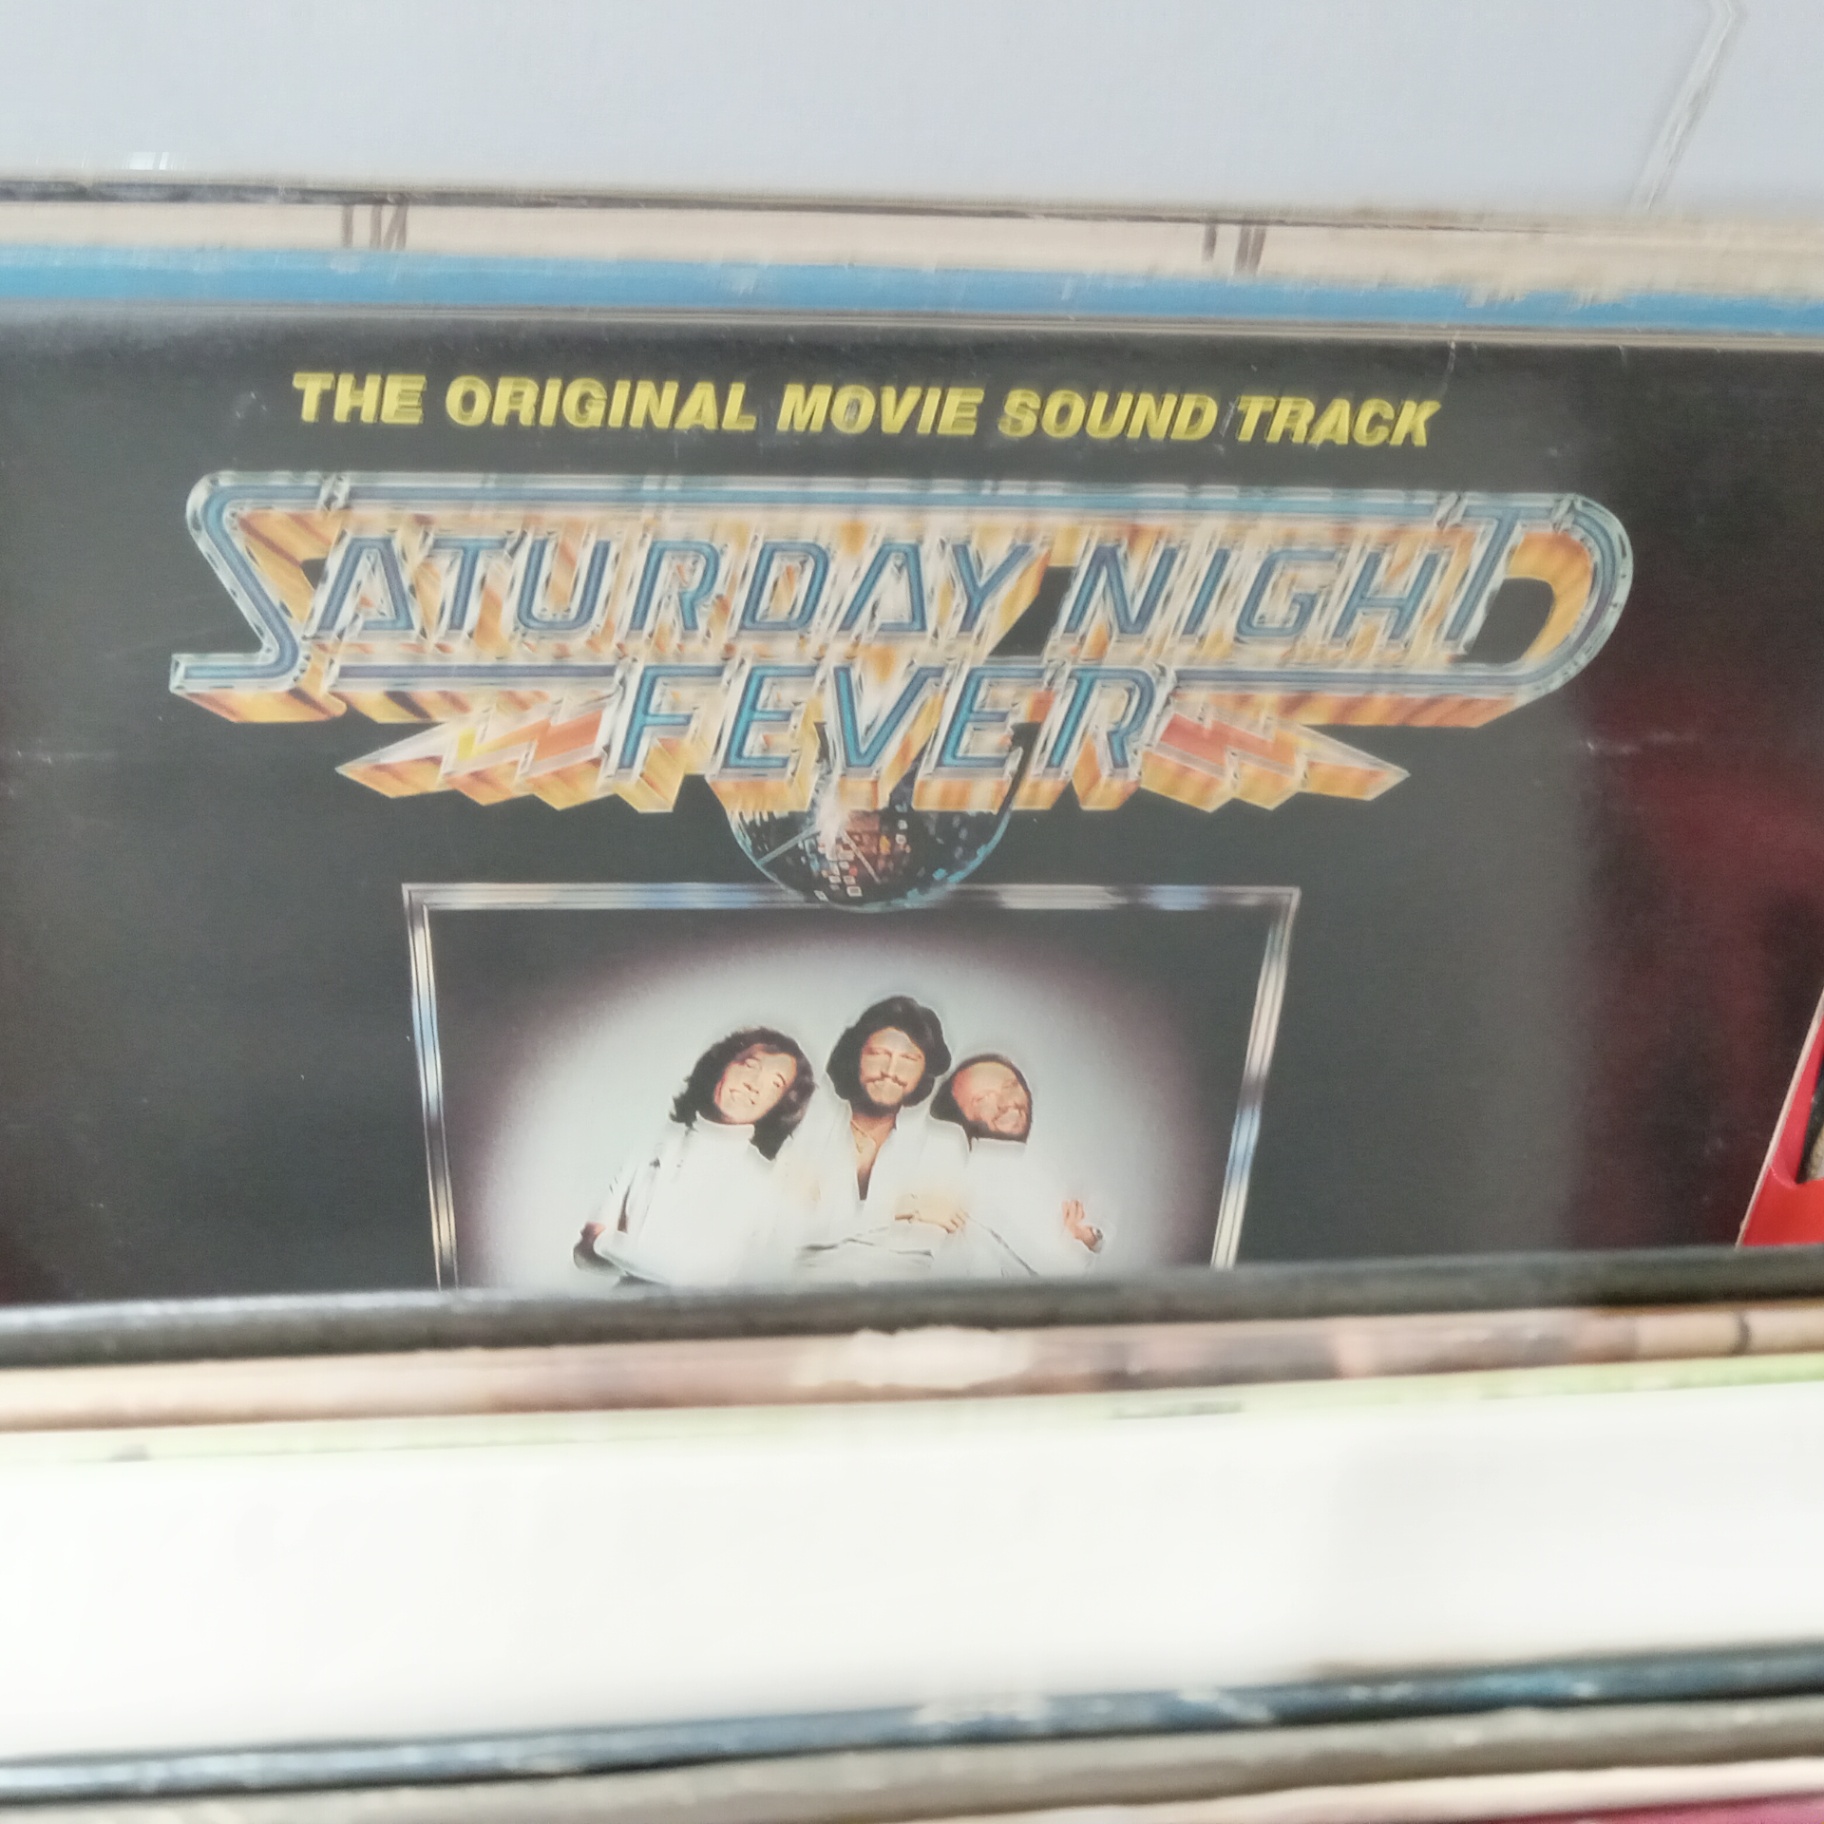 THE ORIGINAL MOVIE SOUND TRACK
SATURDAY NIGHT
FEVER